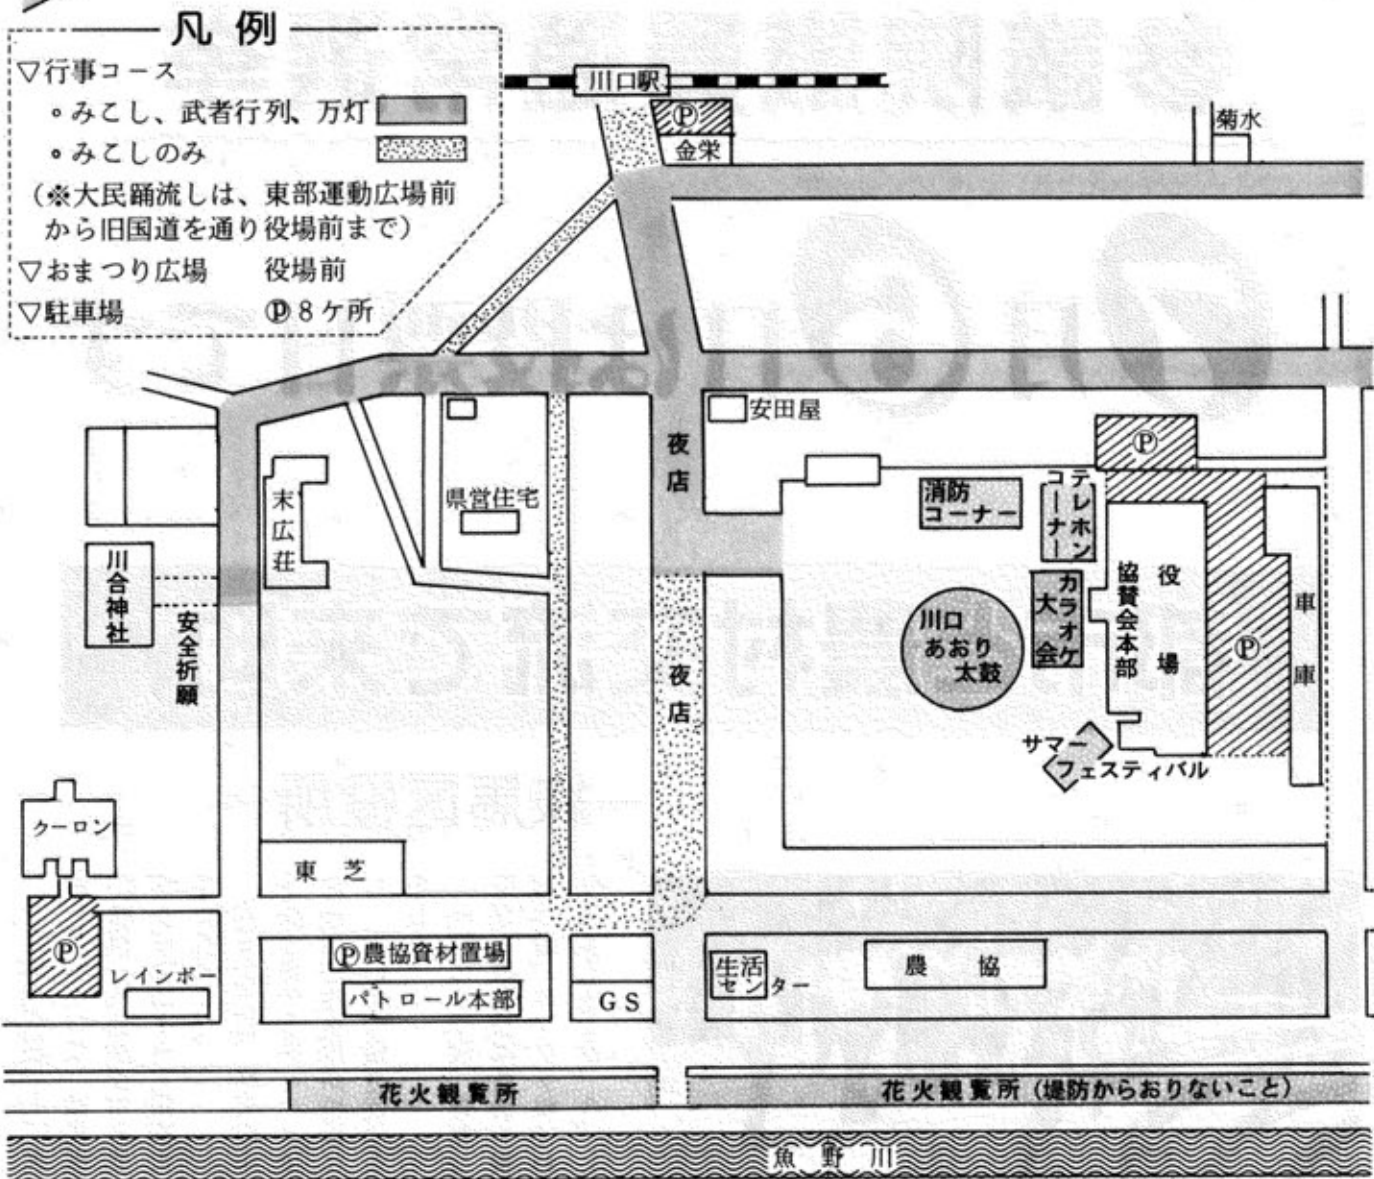 凡例
▽行事コース
。みこし、武者行列、万灯
。みこしのみ
(※大民踊流しは、東部運動広場前
から旧国道を通り役場前まで)
▽おまつり広場 役場前
▽駐車場 Ⓟ8ケ所
川口駅
Ⓟ
金栄
菊水
安田屋
夜店
末広荘
県営住宅
川合神社
安全祈願
消防
コーナー
テレホン
コーナー
Ⓟ
川口
あおり
太鼓
カラオケ
大会
協賛会本部
役場
Ⓟ
車庫
夜店
サマー
フェスティバル
クーロン
東芝
Ⓟ
レインボー
Ⓟ農協資材置場
パトロール本部
GS
生活
センター
農協
花火観覧所
花火観覧所(堤防からおりないこと)
魚野川